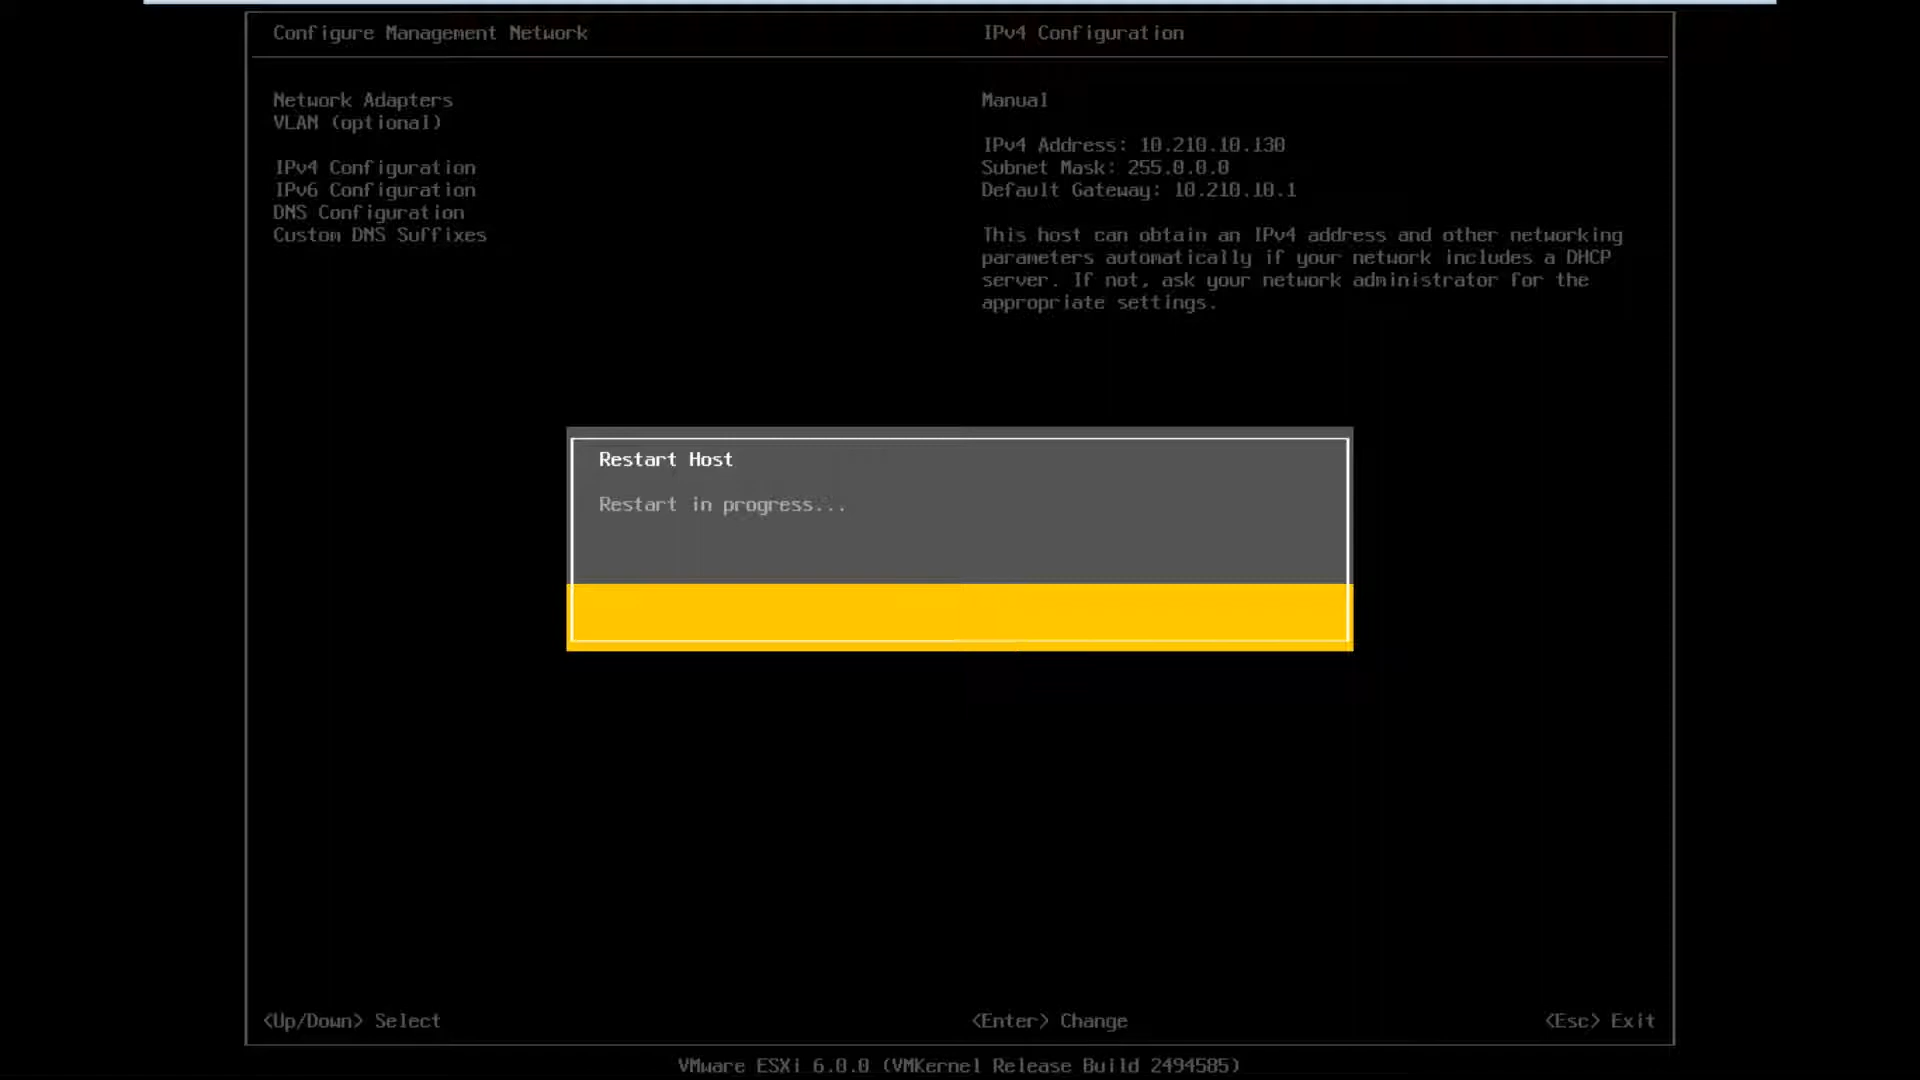 Configure Management Network
IPv4 Configuration
Network Adapters
VLAN (optional)
IPv4 Configuration
IPv6 Configuration
DNS Configuration
Custom DNS Suffixes
Manual
IPv4 Address: 10.210.10.130
Subnet Mask: 255.0.0.0
Default Gateway: 10.210.10.1
This host can obtain an IPv4 address and other networking
parameters automatically if your network includes a DHCP
server. If not, ask your network administrator for the
appropriate settings.
Restart Host
Restart in progress...
<Up/Down> Select
<Enter> Change
<Esc> Exit
VMware ESXi 6.0.0 (VMKernel Release Build 2494585)